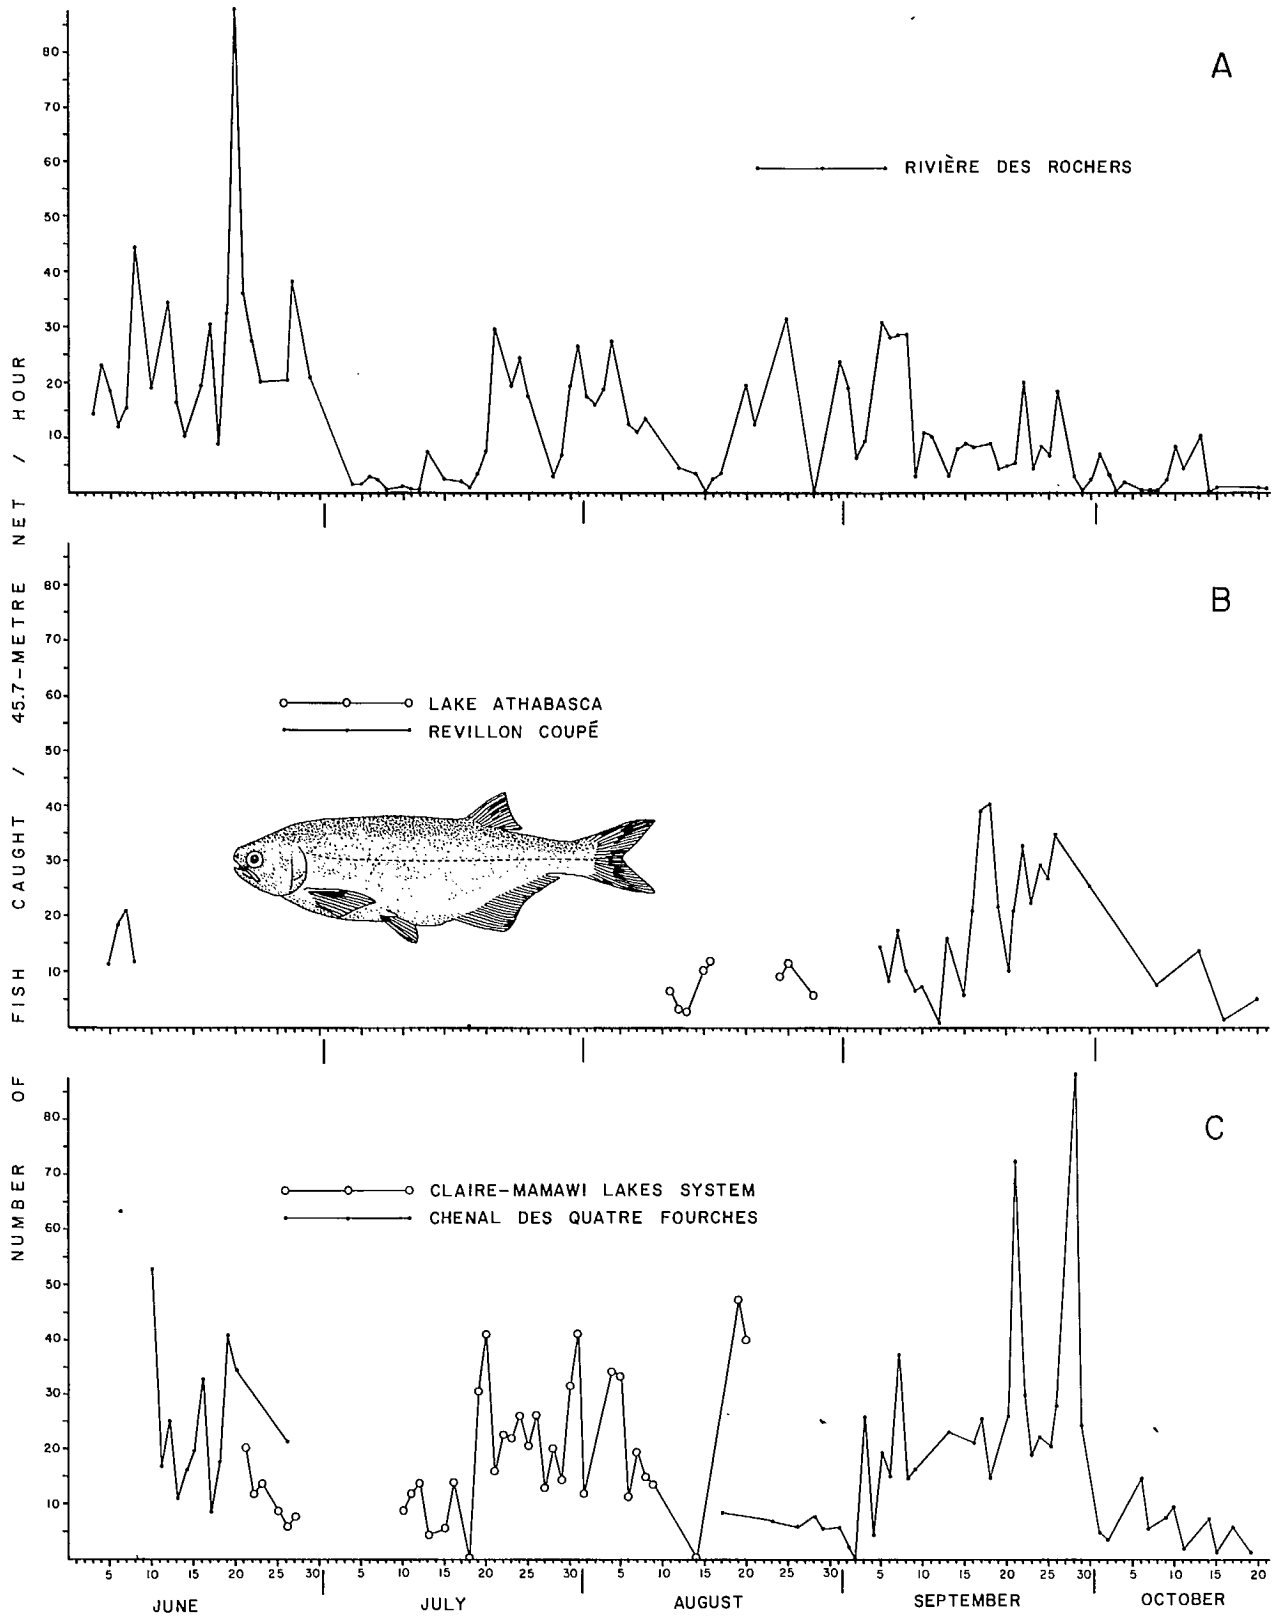 NUMBER OF FISH CAUGHT / 45.7-METRE NET / HOUR
A
80
70
60
50
40
30
20
10
RIVIÈRE DES ROCHERS
B
80
70
60
50
40
30
20
10
LAKE ATHABASCA
REVILLON COUPÉ
C
80
70
60
50
40
30
20
10
CLAIRE-MAMAWI LAKES SYSTEM
CHENAL DES QUATRE FOURCHES
5 10 15 20 25 30 5 10 15 20 25 30 5 10 15 20 25 30 5 10 15 20 25 30 5 10 15 20
JUNE JULY AUGUST SEPTEMBER OCTOBER